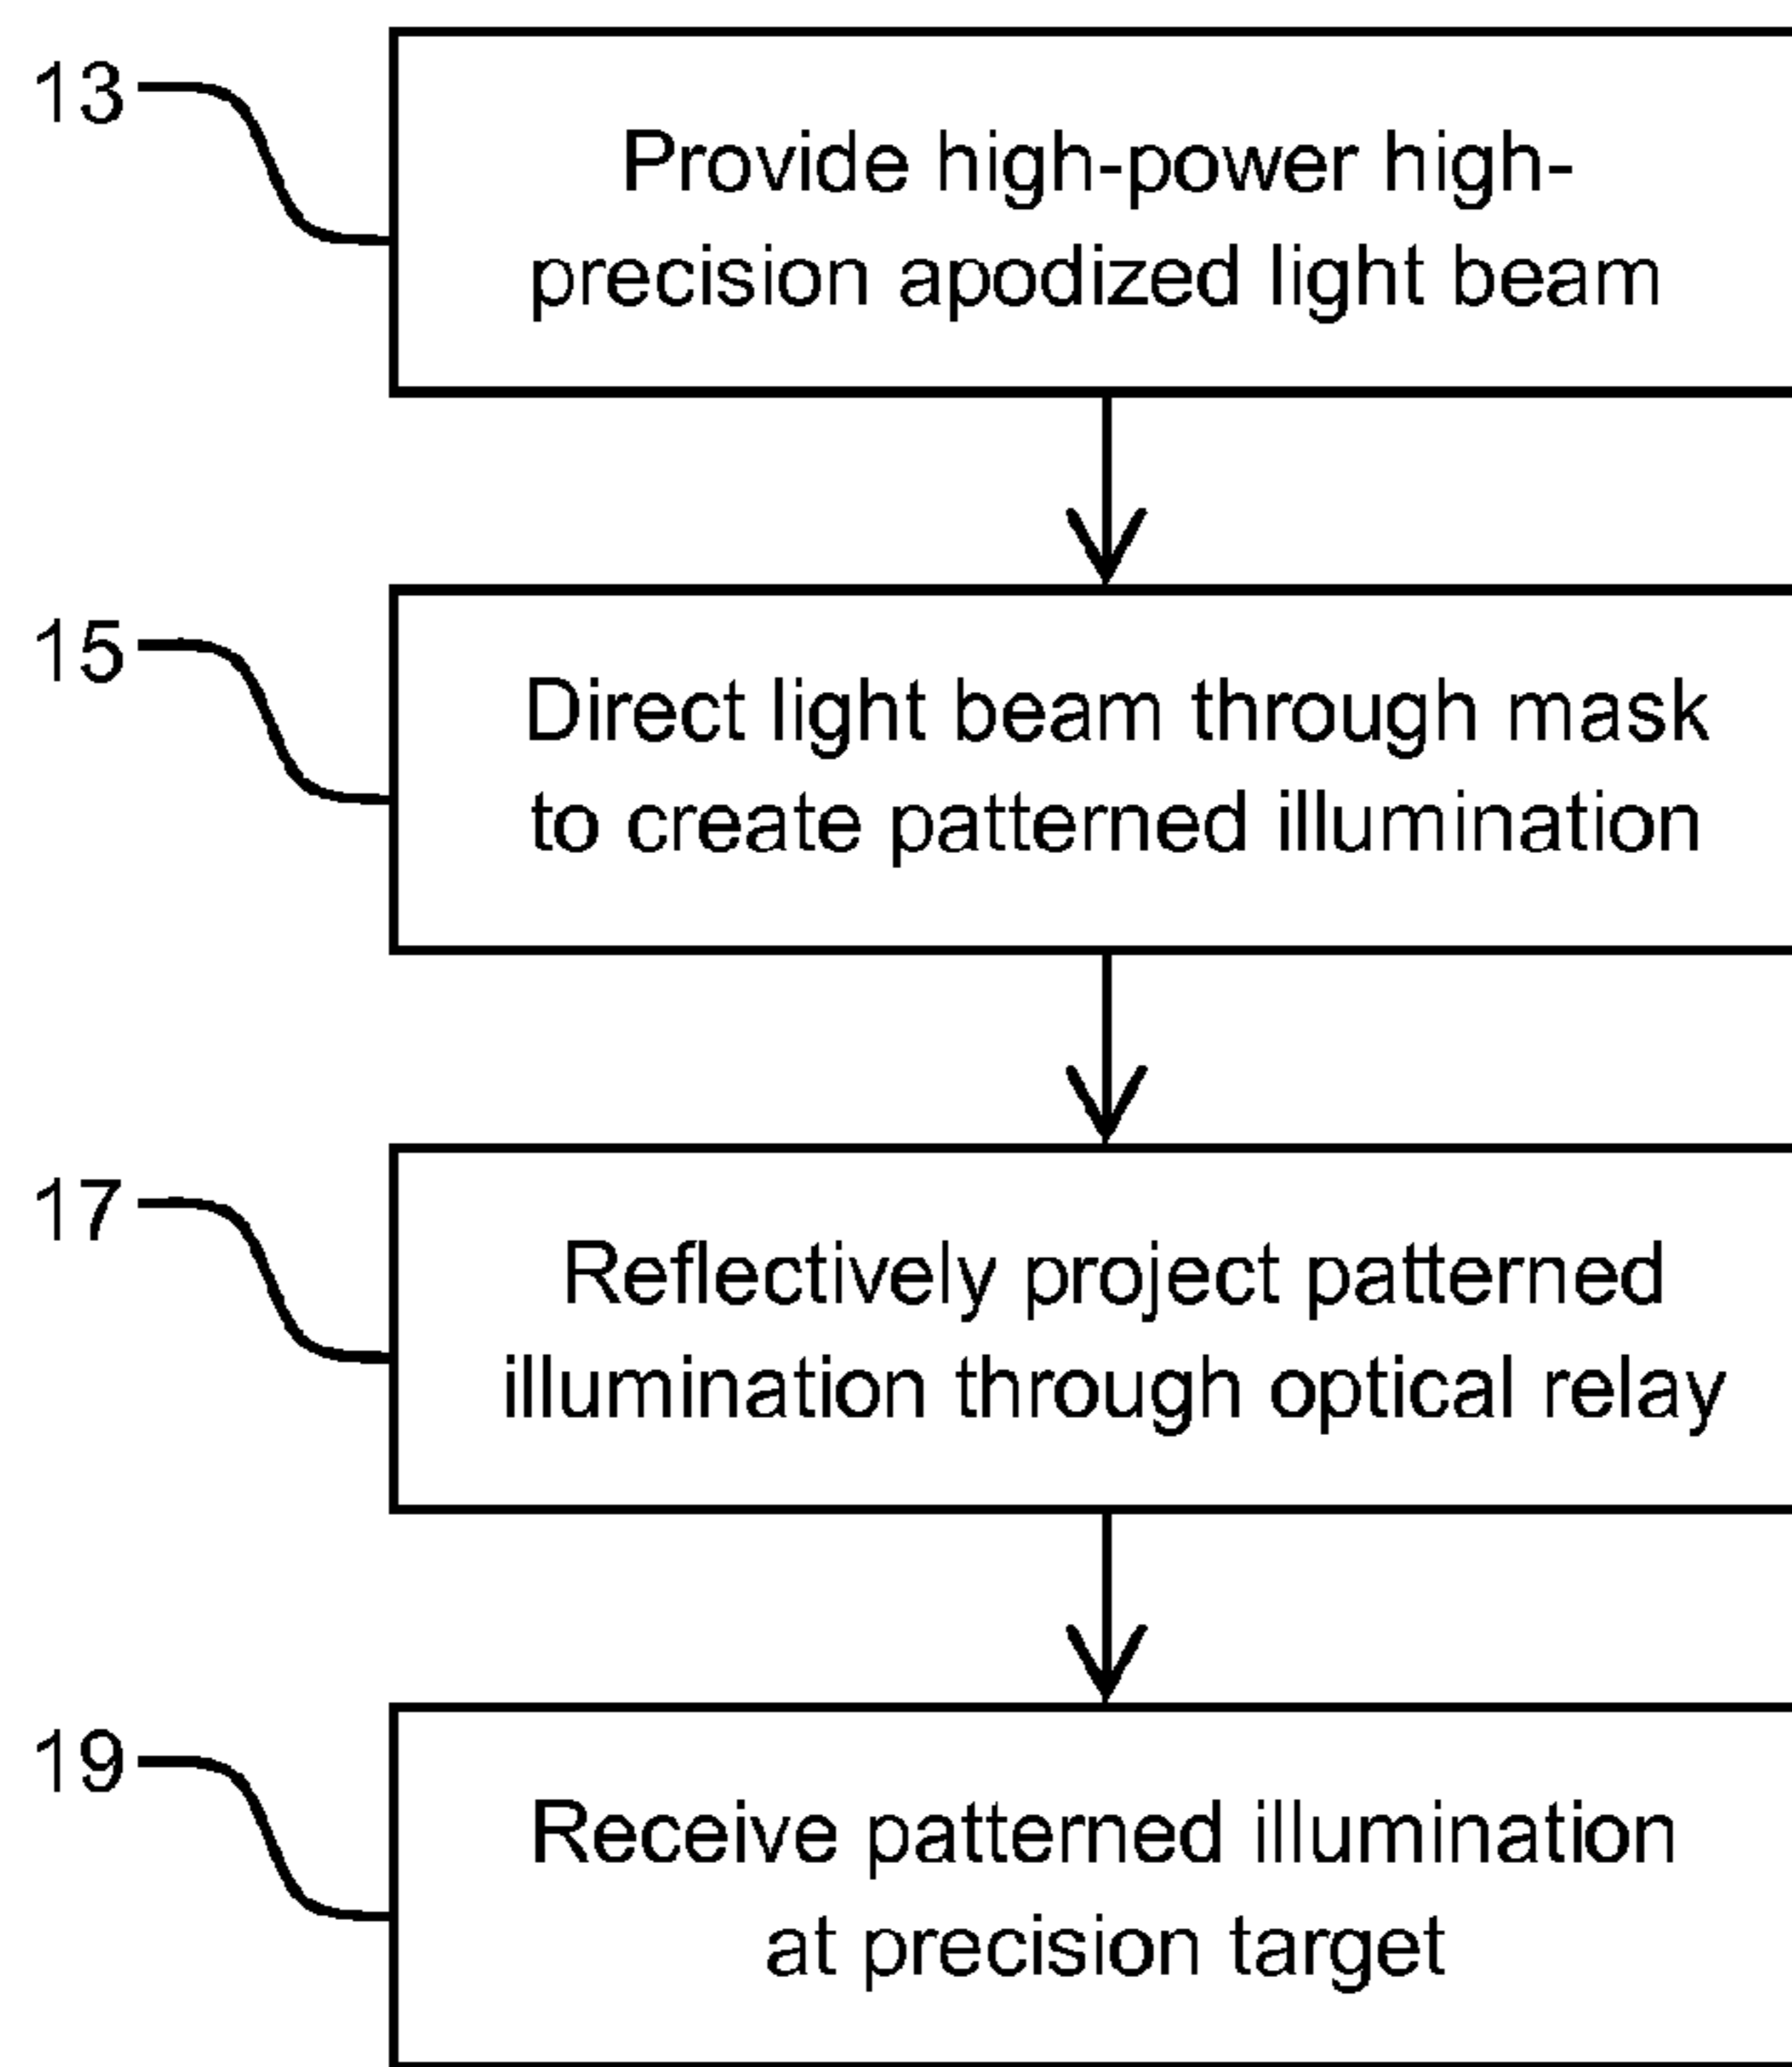 13
Provide high-power high-
precision apodized light beam
15
Direct light beam through mask
to create patterned illumination
17
Reflectively project patterned
illumination through optical relay
19
Receive patterned illumination
at precision target